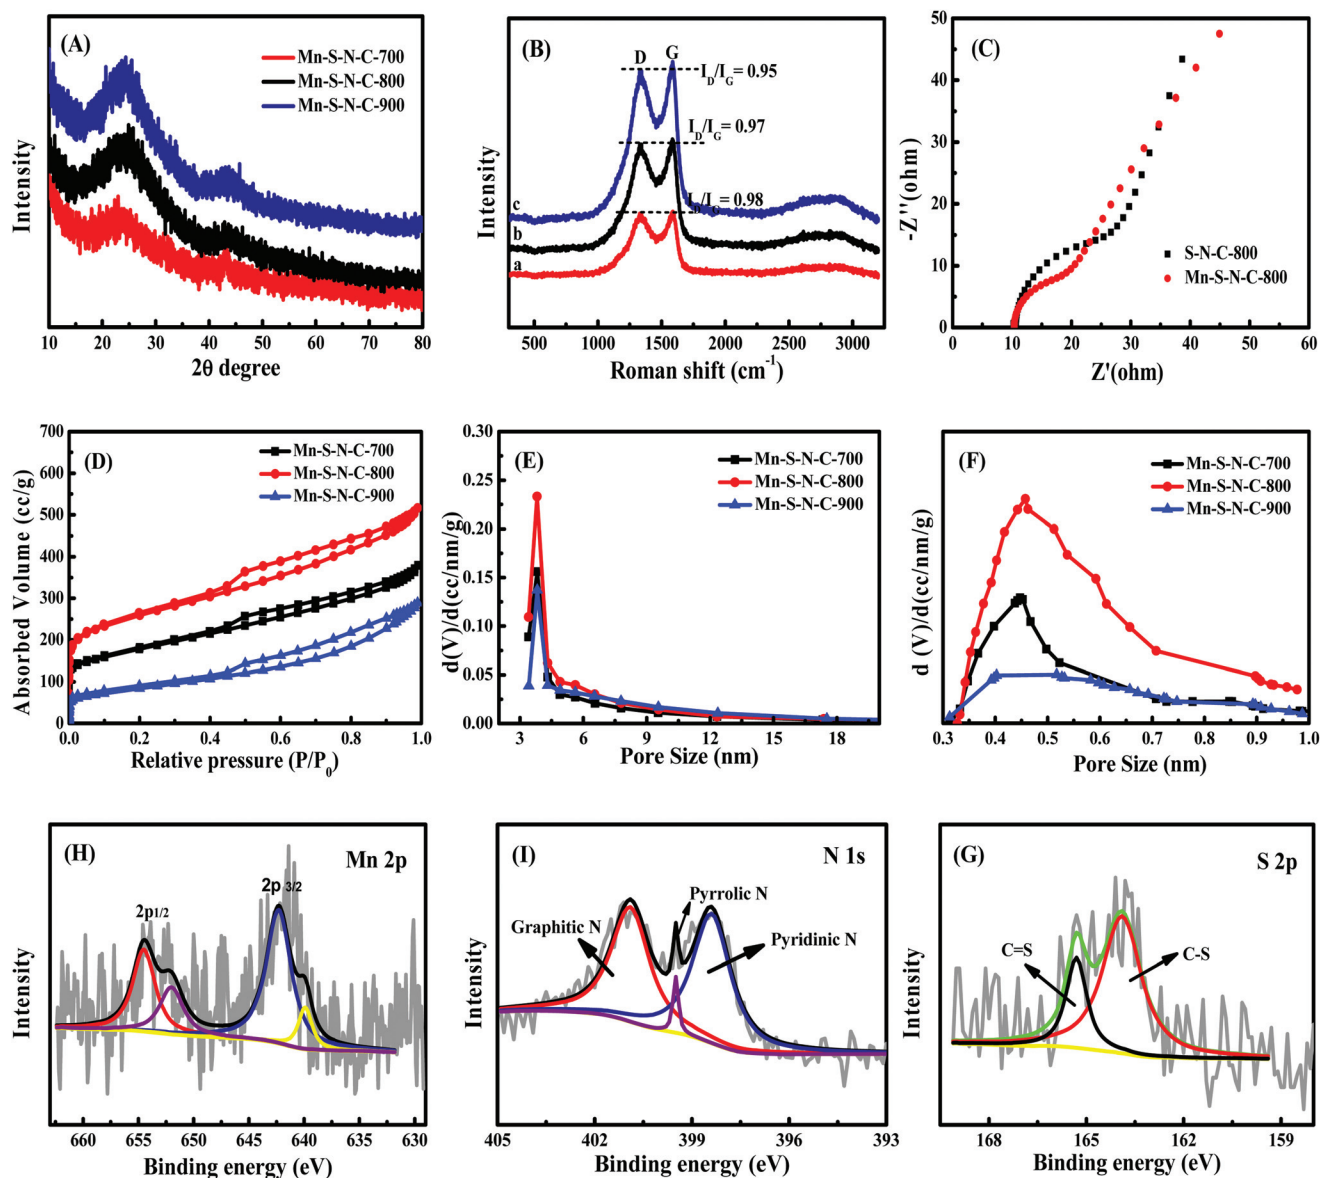 (A)
Mn-S-N-C-700
Mn-S-N-C-800
Mn-S-N-C-900
Intensity
10 20 30 40 50 60 70 80
2θ degree
(B)
D G
I_D/I_G= 0.95
I_D/I_G= 0.97
I_D/I_G= 0.98
c
b
a
Intensity
500 1000 1500 2000 2500 3000
Roman shift (cm⁻¹)
(C)
50
40
30
20
10
0
-Z''(ohm)
S-N-C-800
Mn-S-N-C-800
0 10 20 30 40 50 60
Z'(ohm)
(D)
700
600
500
400
300
200
100
0
Absorbed Volume (cc/g)
Mn-S-N-C-700
Mn-S-N-C-800
Mn-S-N-C-900
0.0 0.2 0.4 0.6 0.8 1.0
Relative pressure (P/P₀)
(E)
0.30
0.25
0.20
0.15
0.10
0.05
0.00
d(V)/d(cc/nm/g)
Mn-S-N-C-700
Mn-S-N-C-800
Mn-S-N-C-900
3 6 9 12 15 18
Pore Size (nm)
(F)
d (V)/d(cc/nm/g)
Mn-S-N-C-700
Mn-S-N-C-800
Mn-S-N-C-900
0.3 0.4 0.5 0.6 0.7 0.8 0.9 1.0
Pore Size (nm)
(H)
Mn 2p
2p 3/2
2p1/2
Intensity
660 655 650 645 640 635 630
Binding energy (eV)
(I)
N 1s
Pyrrolic N
Graphitic N
Pyridinic N
Intensity
405 402 399 396 393
Binding energy (eV)
(G)
S 2p
C=S
C-S
Intensity
168 165 162 159
Binding energy (eV)